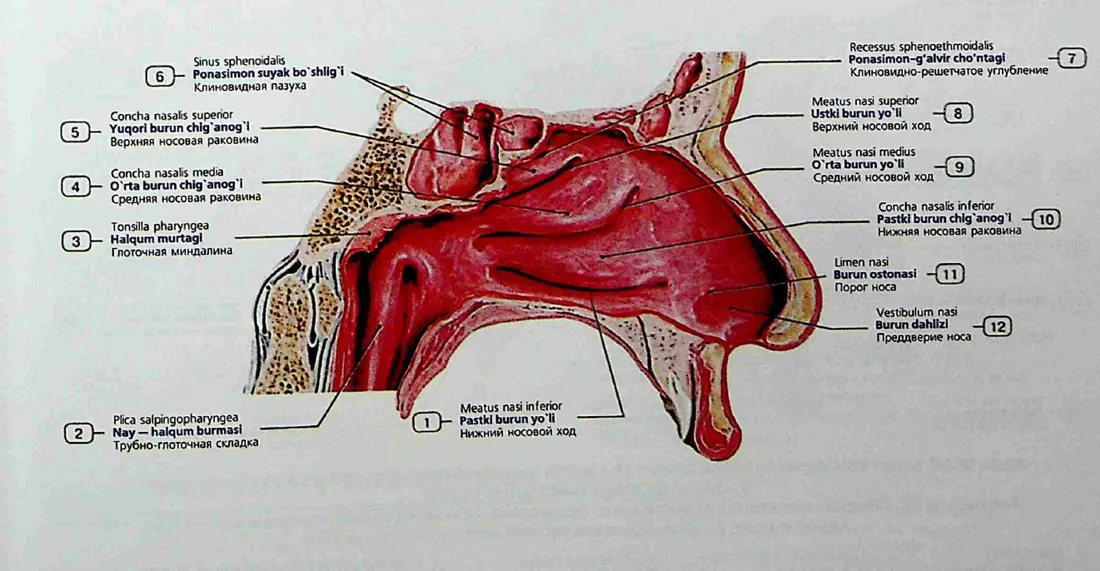 Sinus sphenoidalis
6 Ponasimon suyak bo`shlig`i
Клиновидная пазуха
Concha nasalis superior
5 Yuqori burun chig`anog`i
Верхняя носовая раковина
Concha nasalis media
4 O`rta burun chig`anog`i
Средняя носовая раковина
Tonsilla pharyngea
3 Halqum murtagi
Глоточная миндалина
Plica salpingopharyngea
2 Nay — halqum burmasi
Трубно-глоточная складка
Meatus nasi inferior
1 Pastki burun yo`li
Нижний носовой ход
Recessus sphenoethmoidalis
Ponasimon-g'alvir cho'ntagi 7
Клиновидно-решетчатое углубление
Meatus nasi superior
Ustki burun yo`li 8
Верхний носовой ход
Meatus nasi medius
O`rta burun yo`li 9
Средний носовой ход
Concha nasalis inferior
Pastki burun chig`anog`i 10
Нижняя носовая раковина
Limen nasi
Burun ostonasi 11
Порог носа
Vestibulum nasi
Burun dahlizi 12
Преддверие носа